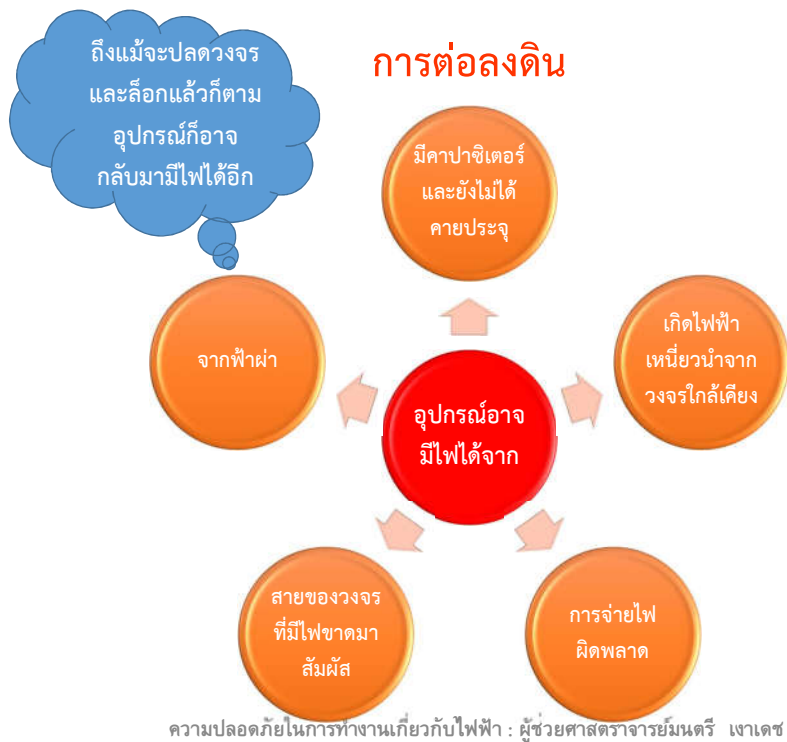 ถึงแม้จะปลดวงจร
และล็อกแล้วก็ตาม
อุปกรณ์ก็อาจ
กลับมามีไฟได้อีก
การต่อลงดิน
มีคาปาซิเตอร์
และยังไม่ได้
คายประจุ
จากฟ้าผ่า
เกิดไฟฟ้า
เหนี่ยวนำจาก
วงจรใกล้เคียง
อุปกรณ์อาจ
มีไฟได้จาก
สายของวงจร
ที่มีไฟขาดมา
สัมผัส
การจ่ายไฟ
ผิดพลาด
ความปลอดภัยในการทำงานเกี่ยวกับไฟฟ้า : ผู้ช่วยศาสตราจารย์มนตรี เงาเดช